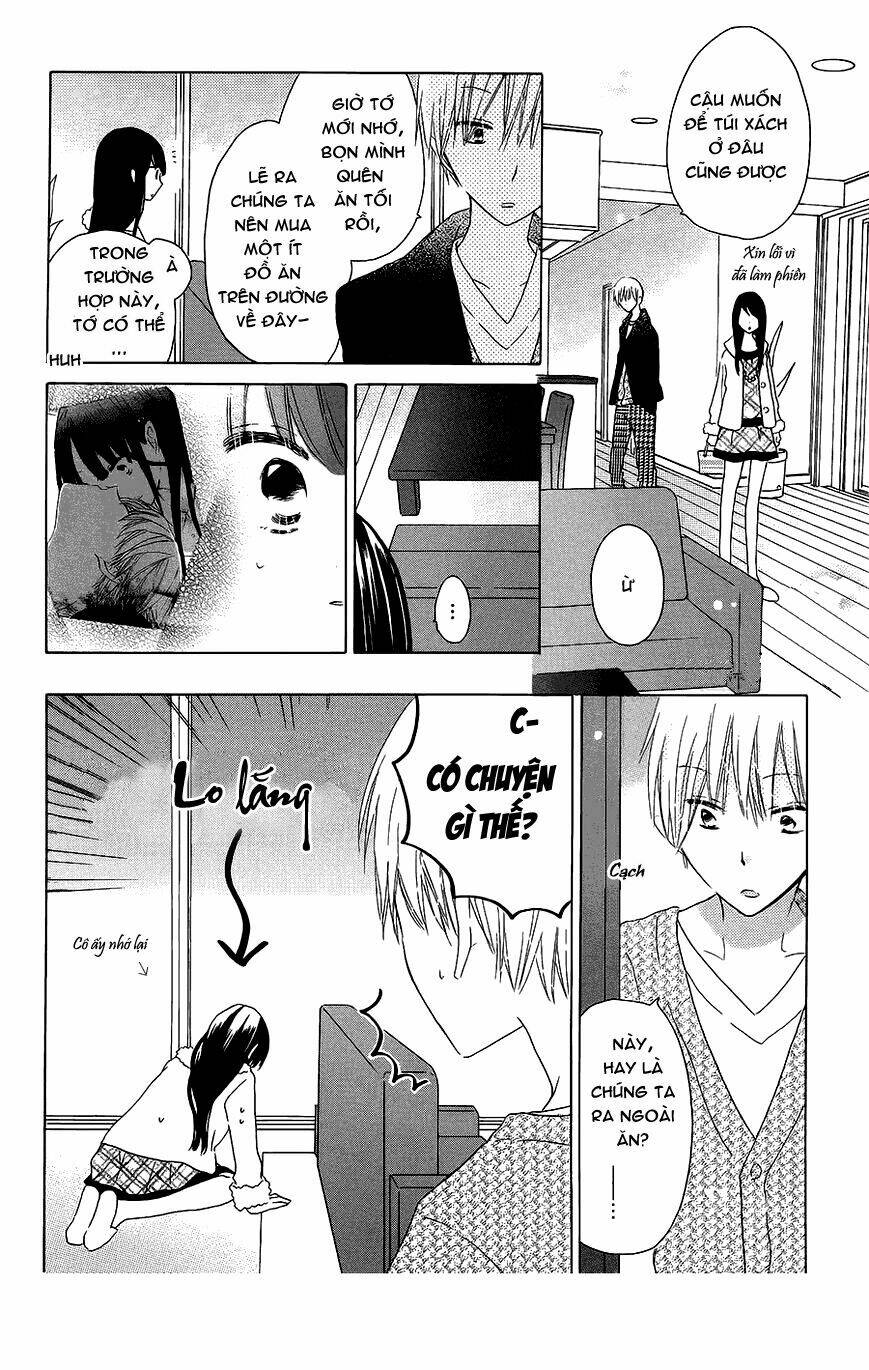 CẬU MUỐN
ĐỂ TÚI XÁCH
Ở ĐÂU
CŨNG ĐƯỢC
Xin lỗi vì
đã làm phiền
Ừ
GIỜ TỚ
MỚI NHỚ,
BỌN MÌNH
QUÊN
ĂN TỐI
RỒI,
LẼ RA
CHÚNG TA
NÊN MUA
MỘT ÍT
ĐỒ ĂN
TRÊN ĐƯỜNG
VỀ ĐÂY-
À
TRONG
TRƯỜNG
HỢP NÀY,
TỚ CÓ THỂ
...
HUH
...
Cạch
NÀY,
HAY LÀ
CHÚNG TA
RA NGOÀI
ĂN?
C-
CÓ CHUYỆN
GÌ THẾ?
Lo lắng
Cô ấy nhớ lại